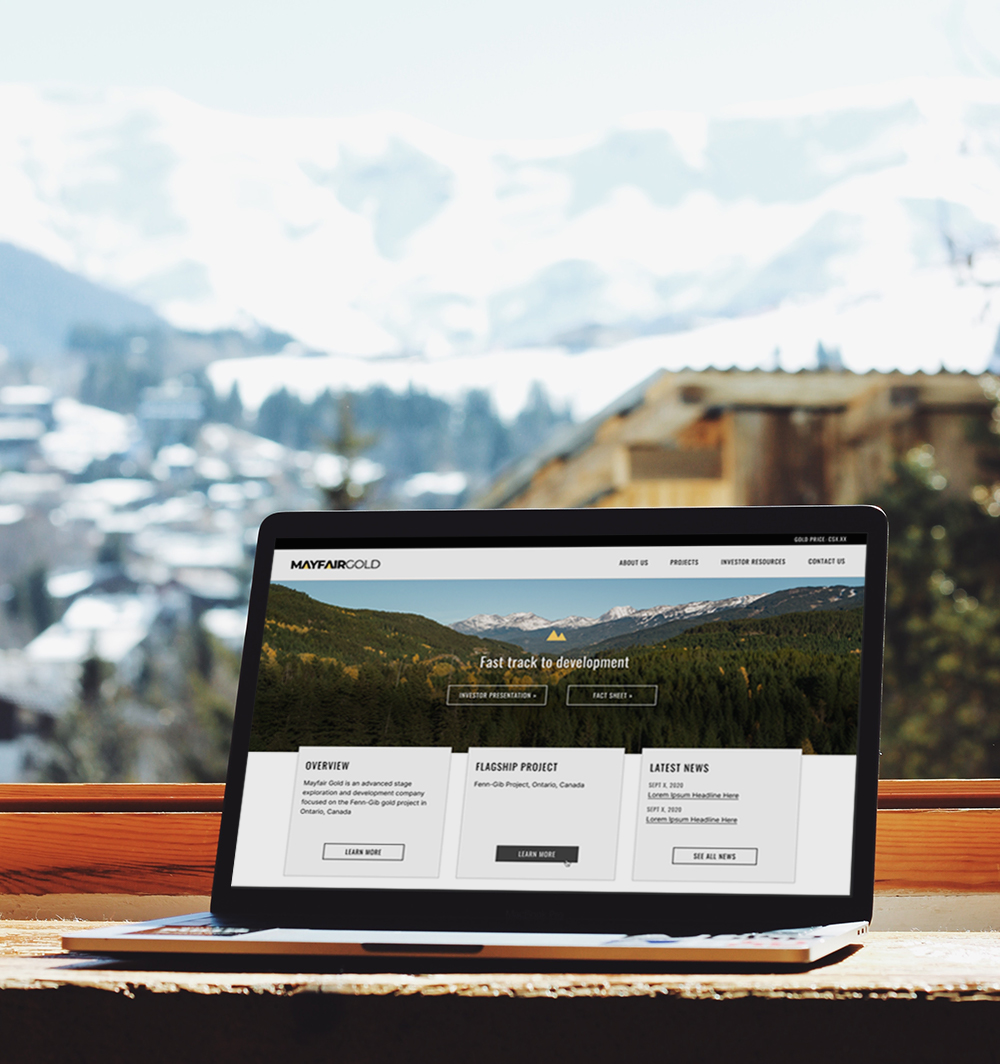 GOLD PRICE: C$X.XX
MAYFAIRGOLD
ABOUT US PROJECTS INVESTOR RESOURCES CONTACT US
Fast track to development
INVESTOR PRESENTATION » FACT SHEET »
OVERVIEW
Mayfair Gold is an advanced stage
exploration and development company
focused on the Fenn-Gib gold project in
Ontario, Canada
LEARN MORE
FLAGSHIP PROJECT
Fenn-Gib Project, Ontario, Canada
LEARN MORE
LATEST NEWS
SEPT X, 2020
Lorem Ipsum Headline Here
SEPT X, 2020
Lorem Ipsum Headline Here
SEE ALL NEWS